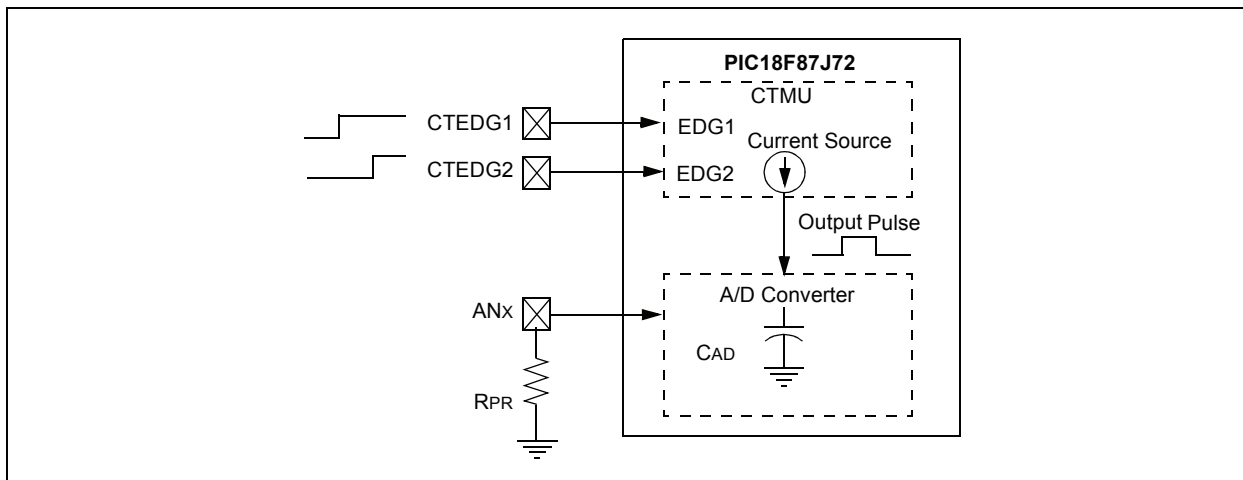 PIC18F87J72
CTMU
CTEDG1
EDG1
Current Source
CTEDG2
EDG2
Output Pulse
A/D Converter
ANX
CAD
RPR